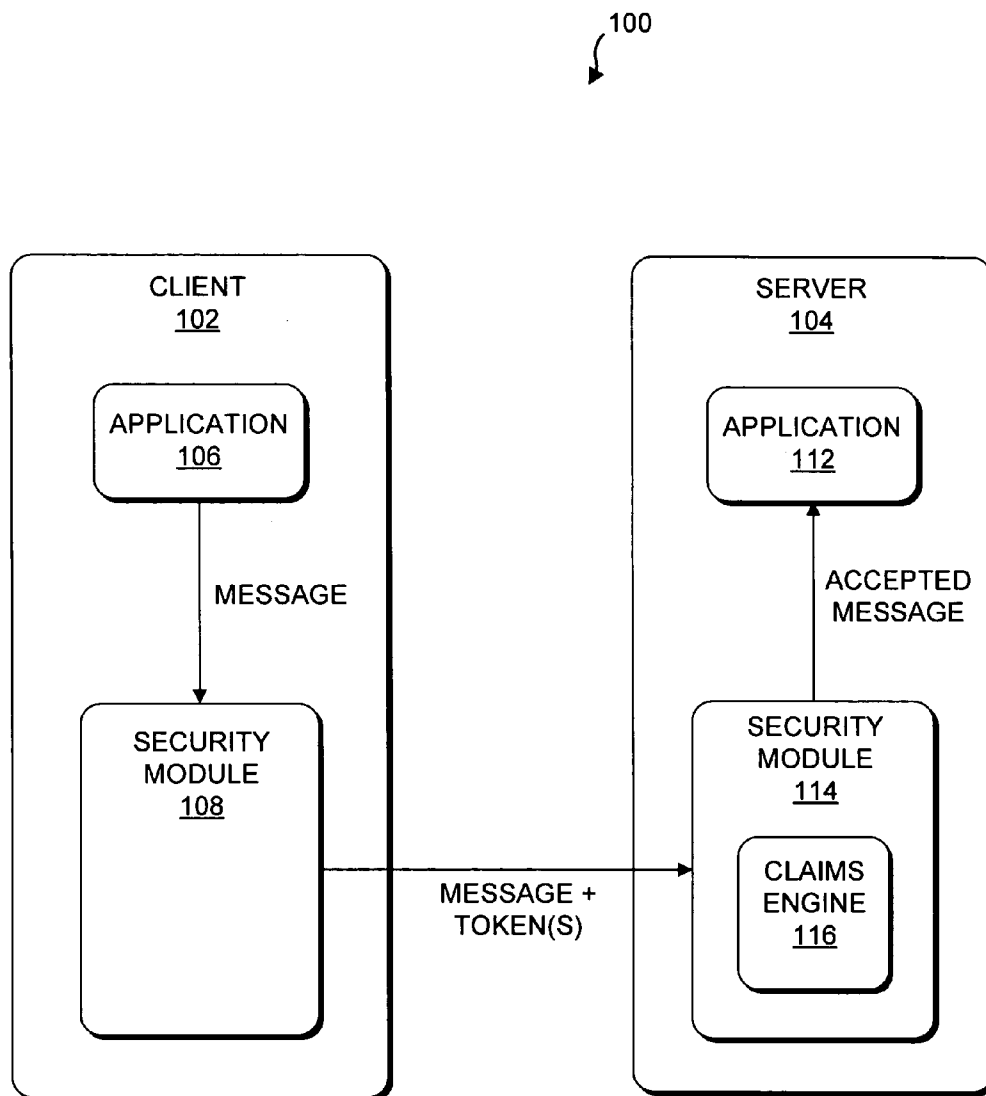 100
CLIENT
102
APPLICATION
106
MESSAGE
SECURITY
MODULE
108
MESSAGE +
TOKEN(S)
SERVER
104
APPLICATION
112
ACCEPTED
MESSAGE
SECURITY
MODULE
114
CLAIMS
ENGINE
116